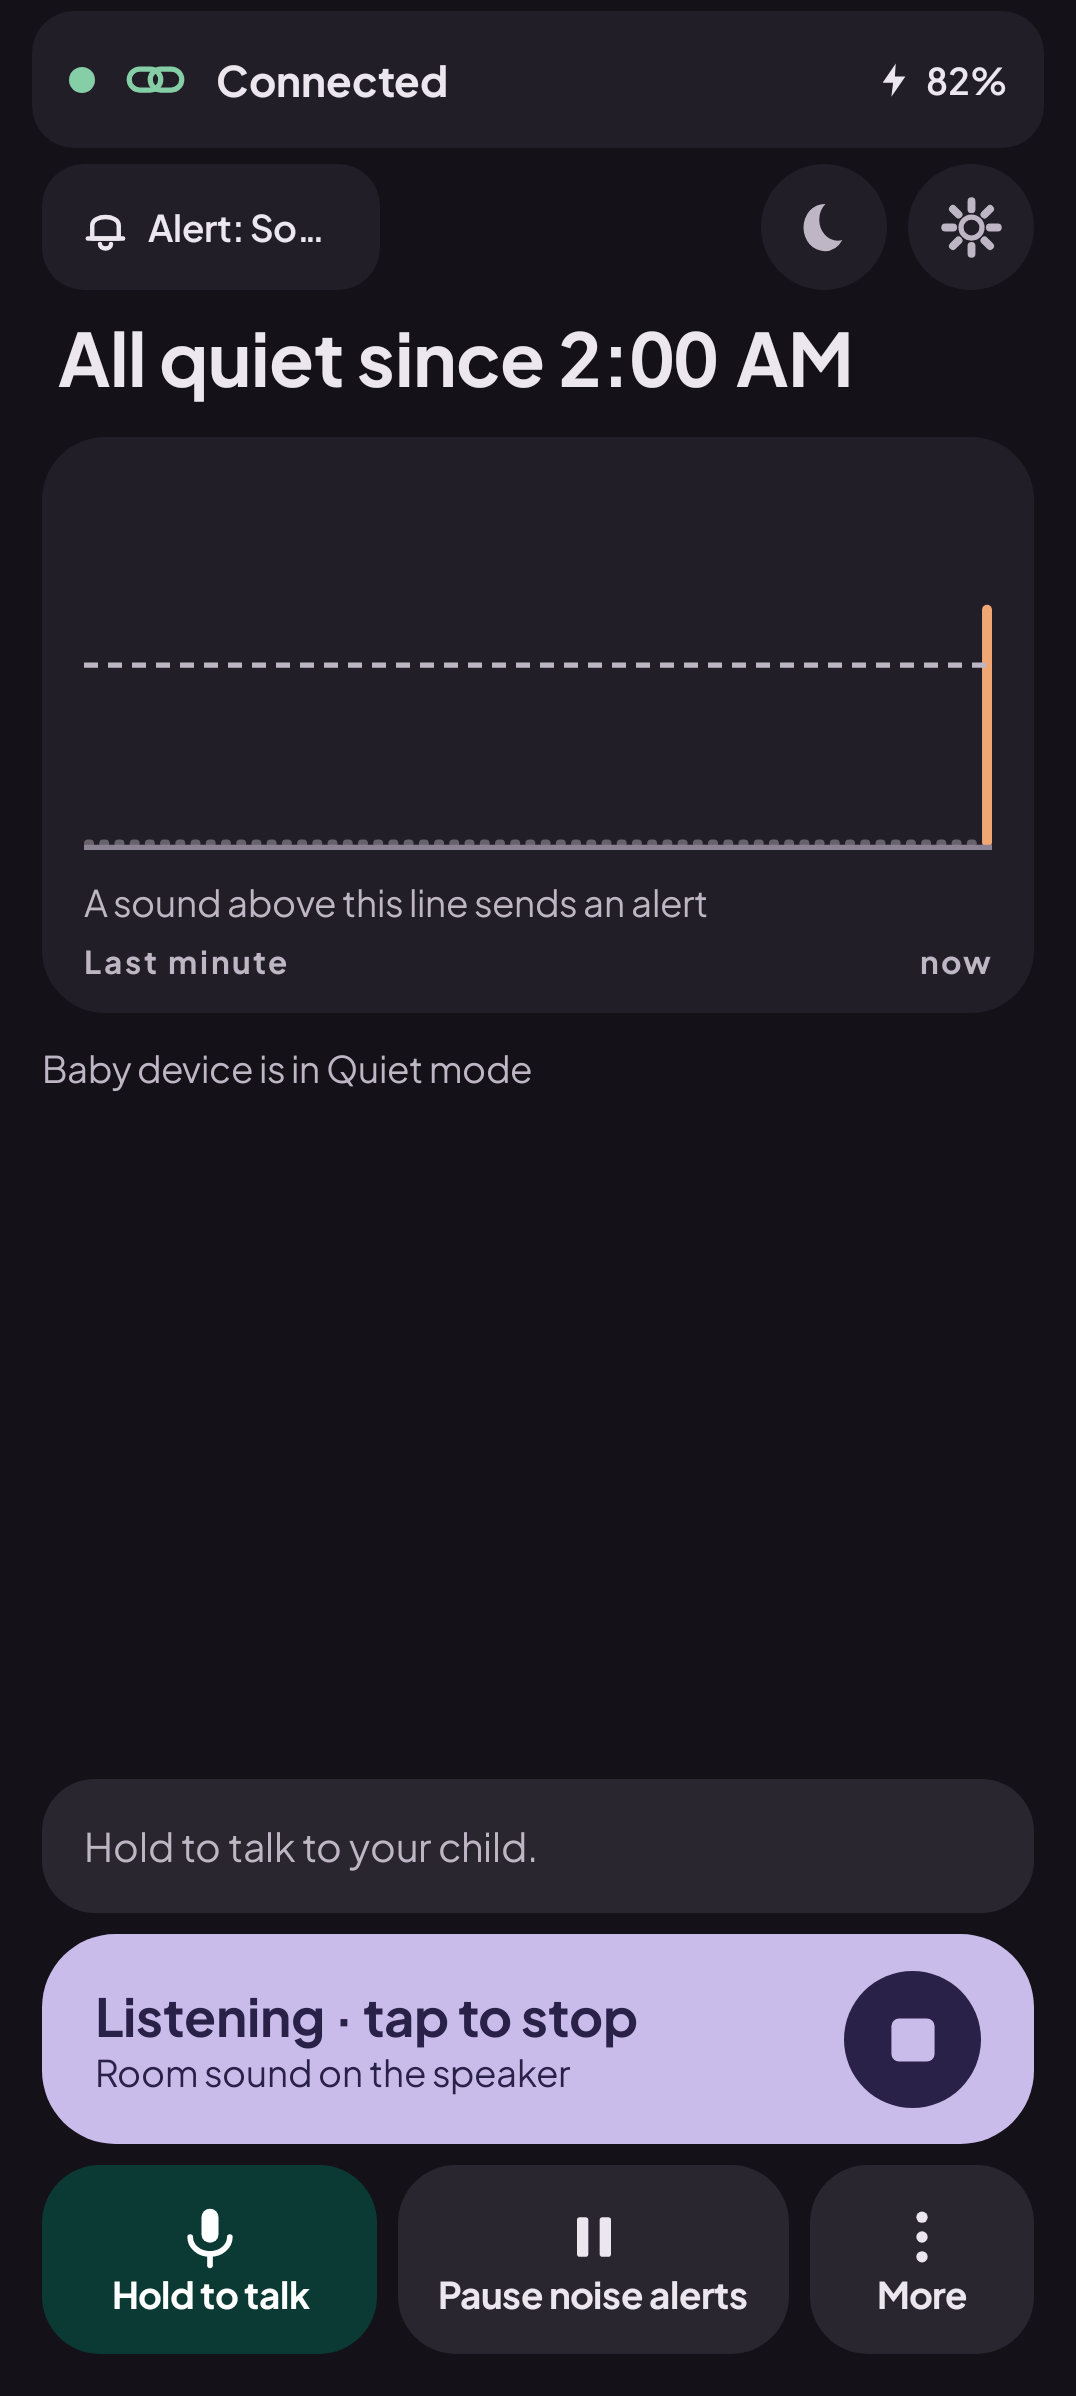 Connected
82%
Alert: So...
All quiet since 2:00 AM
A sound above this line sends an alert
Last minute
now
Baby device is in Quiet mode
Hold to talk to your child.
Listening · tap to stop
Room sound on the speaker
Hold to talk
Pause noise alerts
More